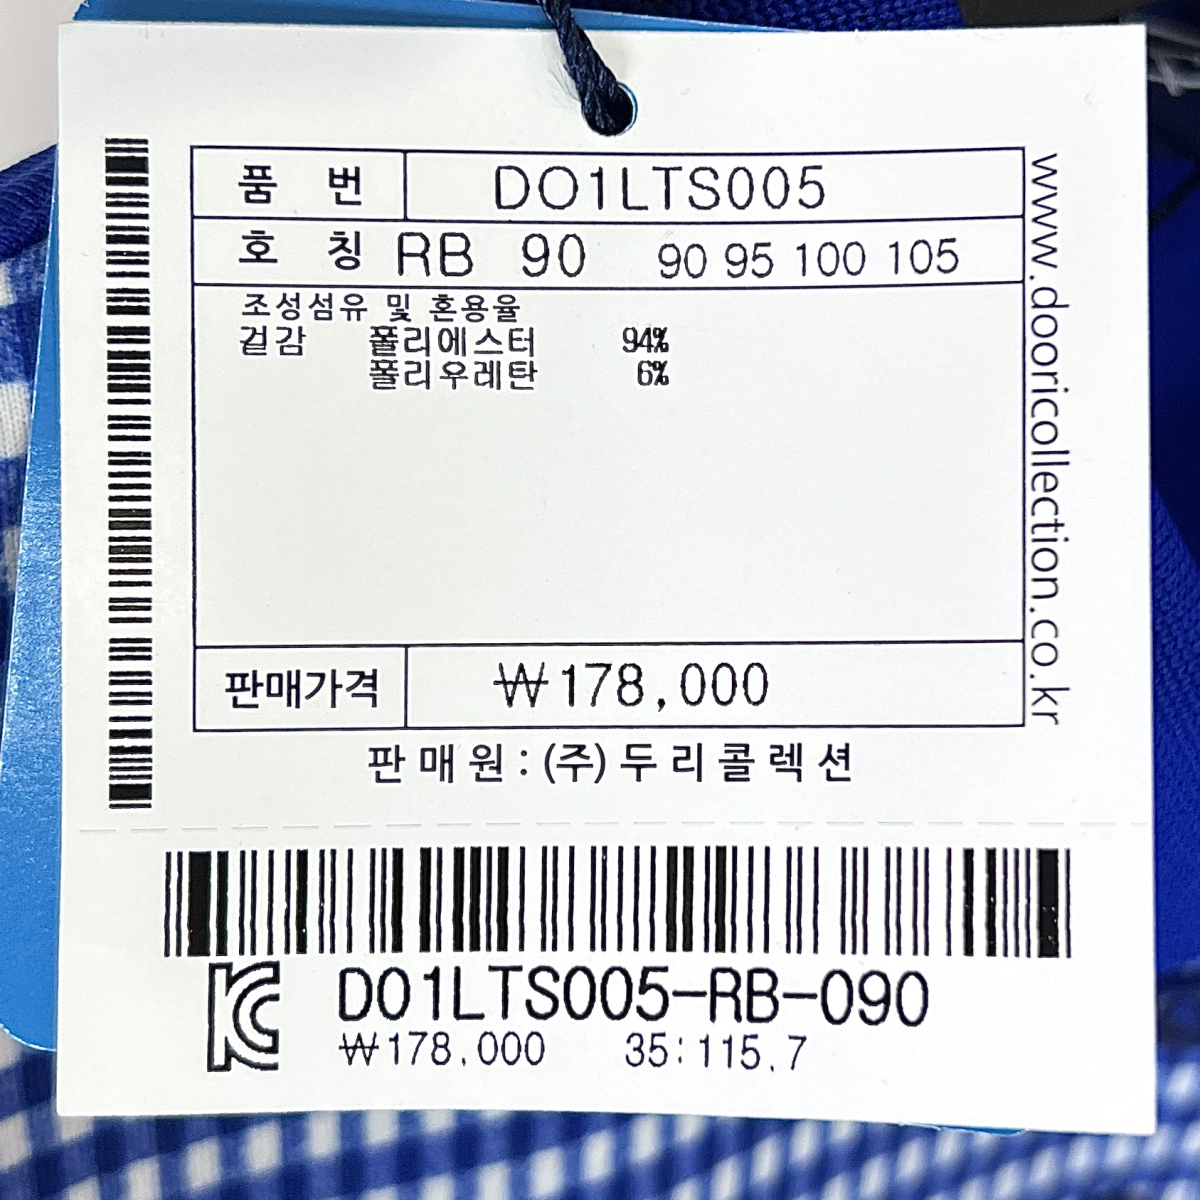 품 번 DO1LTS005
호 칭 RB 90 90 95 100 105
조성섬유 및 혼용율
겉감 폴리에스터 94%
폴리우레탄 6%
판매가격 ₩178,000
판매원 : (주)두리콜렉션
www.dooricollection.co.kr
KC
DO1LTS005-RB-090
₩178,000 35:115.7